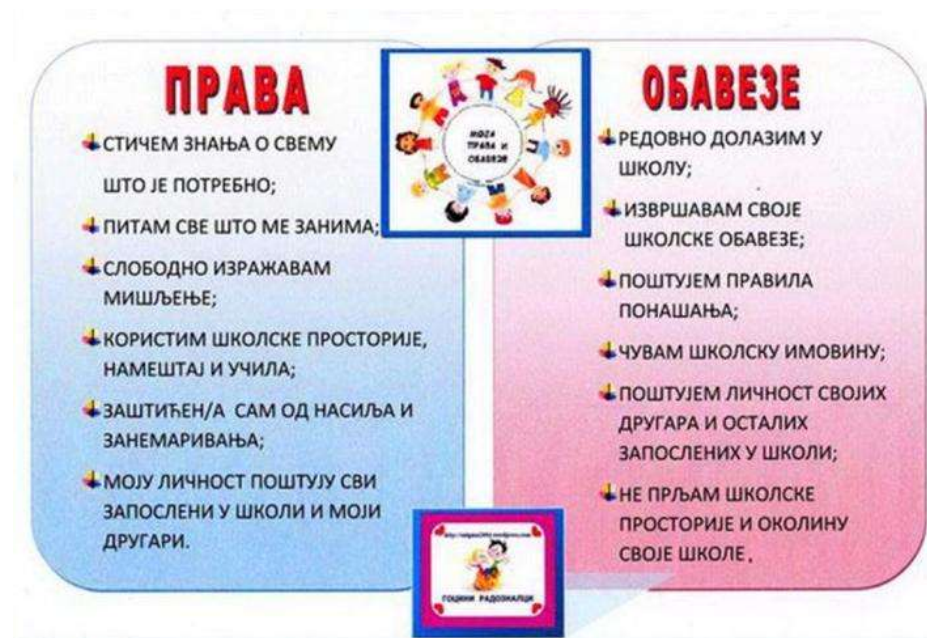 ПРАВА
СТИЧЕМ ЗНАЊА О СВЕМУ
ШТО ЈЕ ПОТРЕБНО;
ПИТАМ СВЕ ШТО МЕ ЗАНИМА;
СЛОБОДНО ИЗРАЖАВАМ
МИШЉЕЊЕ;
КОРИСТИМ ШКОЛСКЕ ПРОСТОРИЈЕ,
НАМЕШТАЈ И УЧИЛА;
ЗАШТИЋЕН/А САМ ОД НАСИЉА И
ЗАНЕМАРИВАЊА;
МОЈУ ЛИЧНОСТ ПОШТУЈУ СВИ
ЗАПОСЛЕНИ У ШКОЛИ И МОЈИ
ДРУГАРИ.
МОЈА
ПРАВА И
ОБАВЕЗЕ
ОБАВЕЗЕ
РЕДОВНО ДОЛАЗИМ У
ШКОЛУ;
ИЗВРШАВАМ СВОЈЕ
ШКОЛСКЕ ОБАВЕЗЕ;
ПОШТУЈЕМ ПРАВИЛА
ПОНАШАЊА;
ЧУВАМ ШКОЛСКУ ИМОВИНУ;
ПОШТУЈЕМ ЛИЧНОСТ СВОЈИХ
ДРУГАРА И ОСТАЛИХ
ЗАПОСЛЕНИХ У ШКОЛИ;
НЕ ПРЉАМ ШКОЛСКЕ
ПРОСТОРИЈЕ И ОКОЛИНУ
СВОЈЕ ШКОЛЕ.
ГОЦИНИ РАДОЗНАЛЦИ